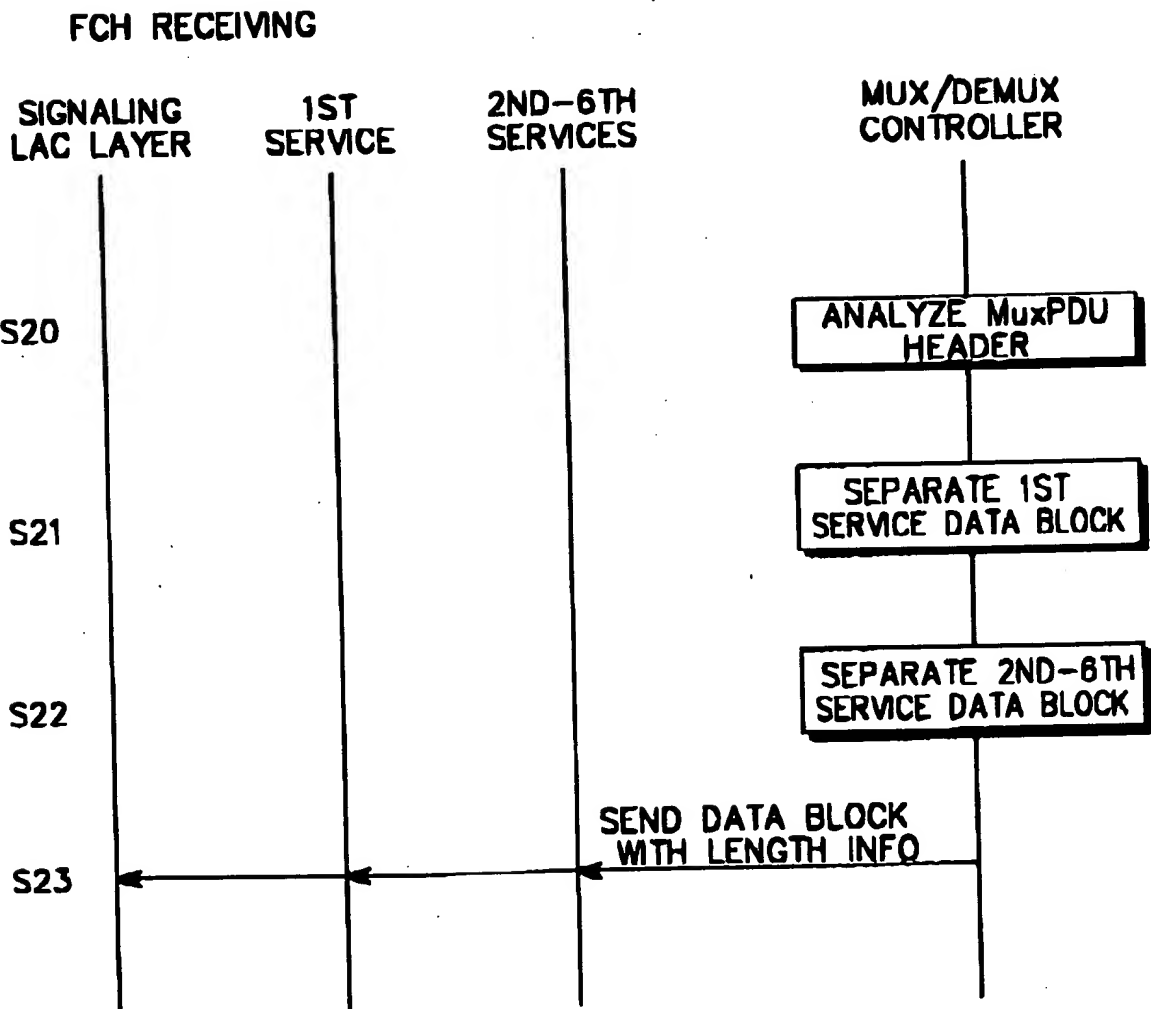 FCH RECEIVING
SIGNALING
LAC LAYER
1ST
SERVICE
2ND-6TH
SERVICES
MUX/DEMUX
CONTROLLER
S20
ANALYZE MuxPDU
HEADER
S21
SEPARATE 1ST
SERVICE DATA BLOCK
S22
SEPARATE 2ND-6TH
SERVICE DATA BLOCK
SEND DATA BLOCK
WITH LENGTH INFO
S23